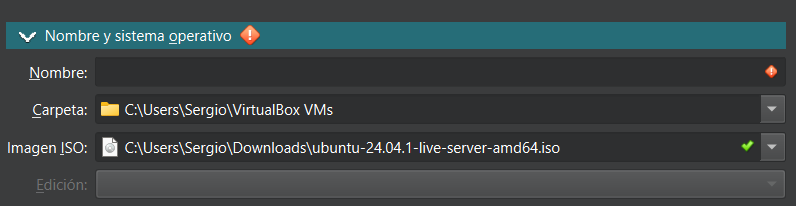 Nombre y sistema operativo
Nombre:
Carpeta: C:\Users\Sergio\VirtualBox VMs
Imagen ISO: C:\Users\Sergio\Downloads\ubuntu-24.04.1-live-server-amd64.iso
Edición: